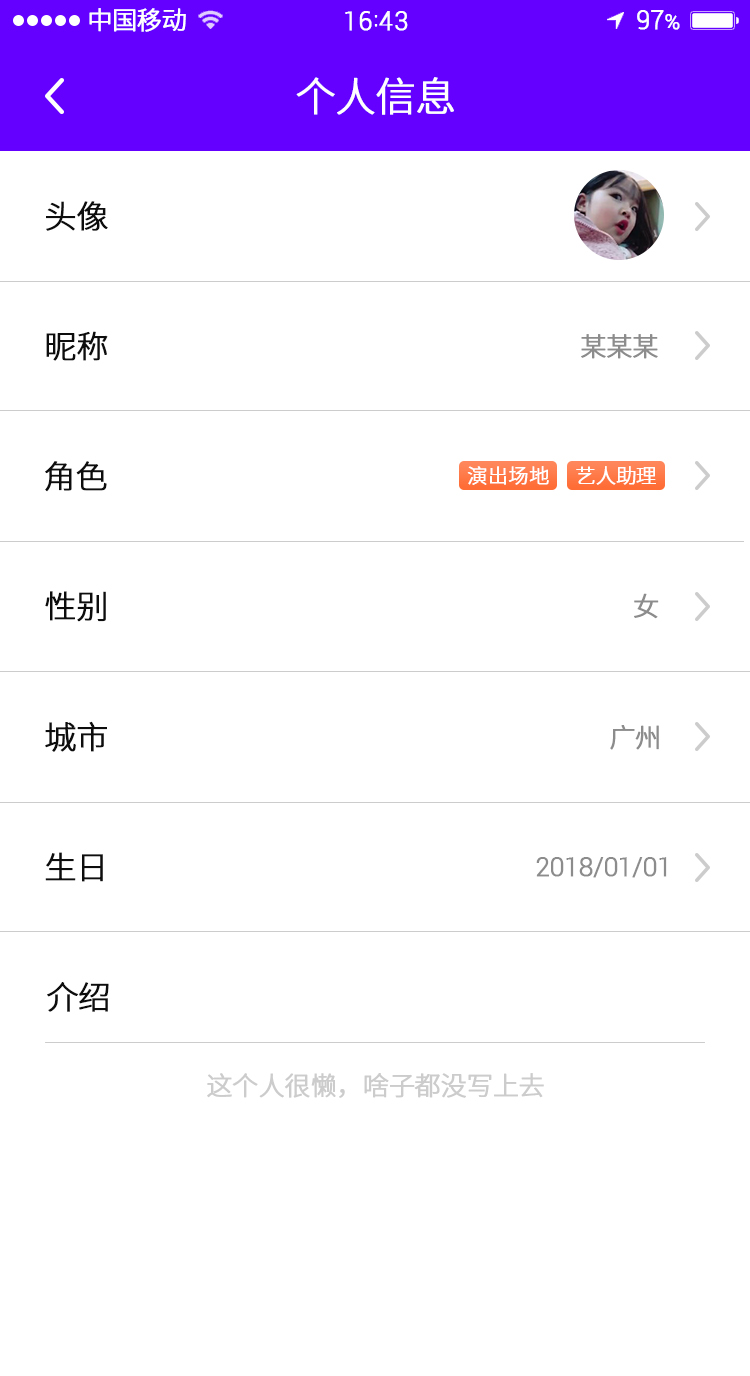 中国移动 16:43 97%
个人信息
头像
昵称 某某某
角色 演出场地 艺人助理
性别 女
城市 广州
生日 2018/01/01
介绍
这个人很懒，啥子都没写上去